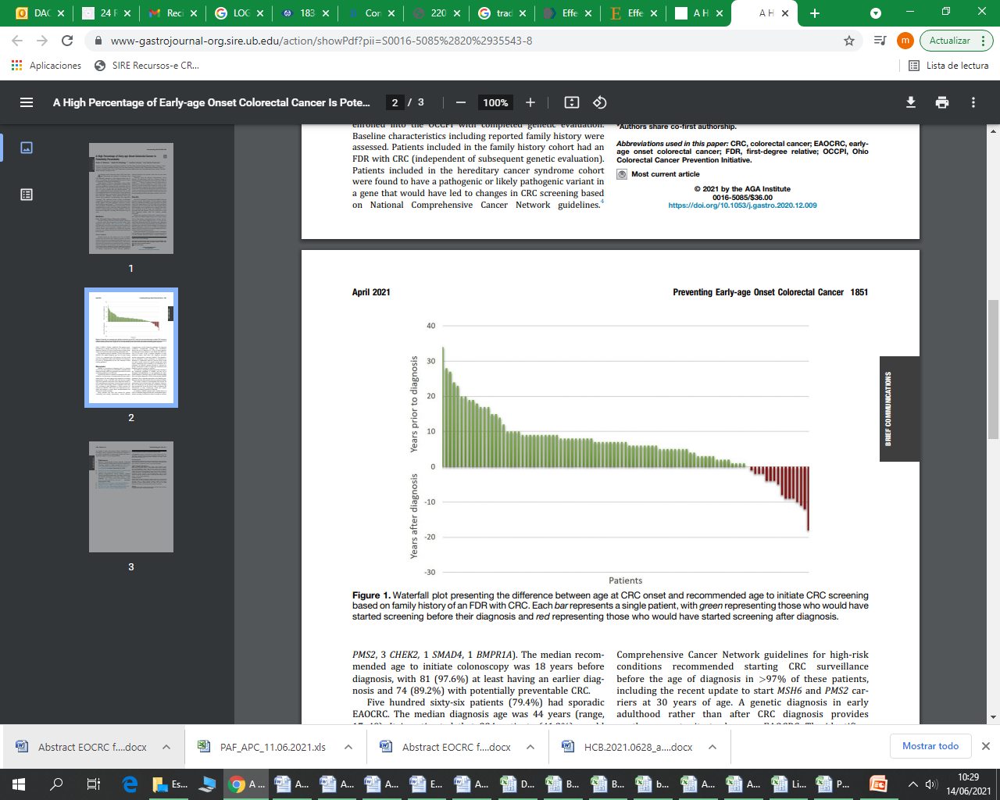 DAC
24 F
Reci
LOG
183
Con
220
trad
Effe
Effe
A H
A H
www-gastrojournal-org.sire.ub.edu/action/showPdf?pii=S0016-5085%2820%2935543-8
m
Actualizar
Aplicaciones
SIRE Recursos-e CR...
Lista de lectura
A High Percentage of Early-age Onset Colorectal Cancer Is Pote...
2 / 3
100%
1
2
3
enrolled into the OCCPI with completed genetic evaluation.
Baseline characteristics including reported family history were
assessed. Patients included in the family history cohort had an
FDR with CRC (independent of subsequent genetic evaluation).
Patients included in the hereditary cancer syndrome cohort
were found to have a pathogenic or likely pathogenic variant in
a gene that would have led to changes in CRC screening based
on National Comprehensive Cancer Network guidelines.4
*Authors share co-first authorship.
Abbreviations used in this paper: CRC, colorectal cancer; EAOCRC, early-
age onset colorectal cancer; FDR, first-degree relative; OCCPI, Ohio
Colorectal Cancer Prevention Initiative.
Most current article
© 2021 by the AGA Institute
0016-5085/$36.00
https://doi.org/10.1053/j.gastro.2020.12.009
April 2021
Preventing Early-age Onset Colorectal Cancer 1851
BRIEF COMMUNICATIONS
40
30
20
10
0
-10
-20
-30
Years prior to diagnosis
Years after diagnosis
Patients
Figure 1. Waterfall plot presenting the difference between age at CRC onset and recommended age to initiate CRC screening
based on family history of an FDR with CRC. Each bar represents a single patient, with green representing those who would have
started screening before their diagnosis and red representing those who would have started screening after diagnosis.
PMS2, 3 CHEK2, 1 SMAD4, 1 BMPR1A). The median recom-
mended age to initiate colonoscopy was 18 years before
diagnosis, with 81 (97.6%) at least having an earlier diag-
nosis and 74 (89.2%) with potentially preventable CRC.
Five hundred sixty-six patients (79.4%) had sporadic
EAOCRC. The median diagnosis age was 44 years (range,
Comprehensive Cancer Network guidelines for high-risk
conditions recommended starting CRC surveillance
before the age of diagnosis in >97% of these patients,
including the recent update to start MSH6 and PMS2 car-
riers at 30 years of age. A genetic diagnosis in early
adulthood rather than after CRC diagnosis provides
Abstract EOCRC f....docx
PAF_APC_11.06.2021.xls
Abstract EOCRC f....docx
HCB.2021.0628_a....docx
Mostrar todo
Es...
A ...
A...
A...
A...
E...
A...
D...
B...
B...
b...
A...
A...
Li...
P...
10:29
14/06/2021